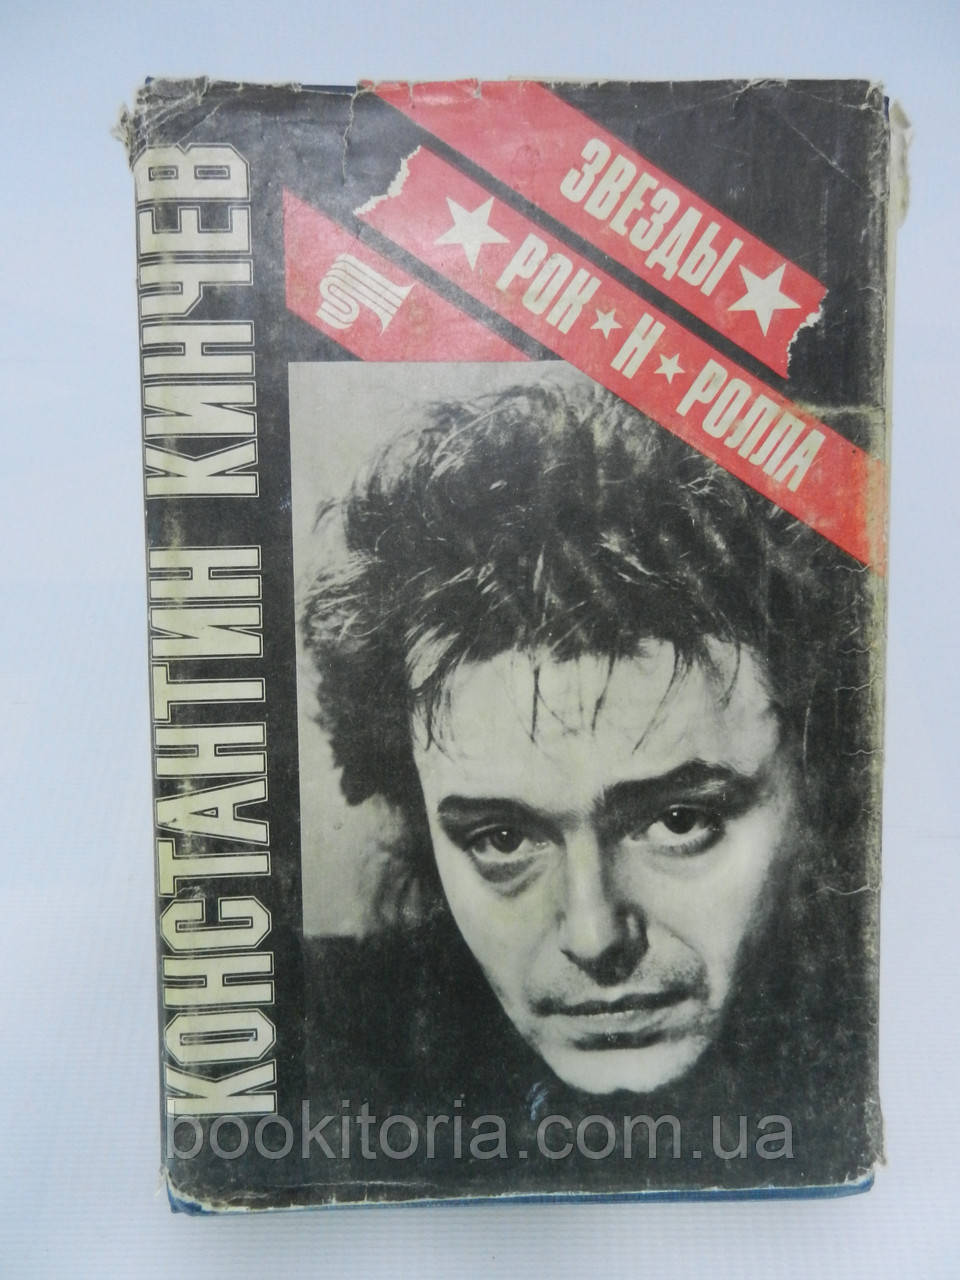 ЗВЕЗДЫ
РОК Н РОЛЛА
КОНСТАНТИН КИНЧЕВ
bookitoria.com.ua